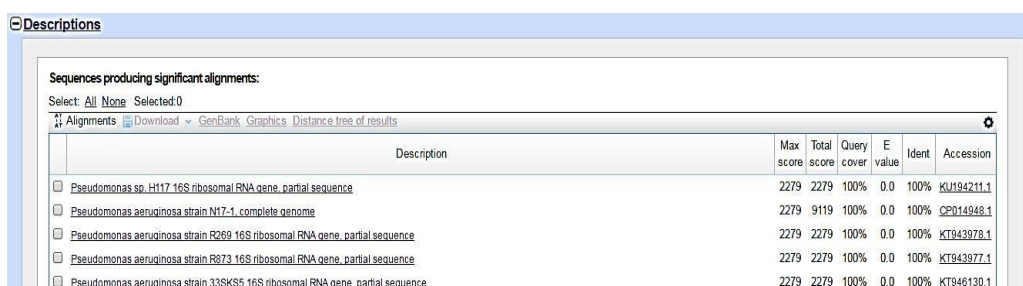 Descriptions
Sequences producing significant alignments:
Select: All None Selected:0
Alignments Download GenBank Graphics Distance tree of results
Description Max score Total score Query cover E value Ident Accession
Pseudomonas sp. H117 16S ribosomal RNA gene, partial sequence 2279 2279 100% 0.0 100% KU194211.1
Pseudomonas aeruginosa strain N17-1, complete genome 2279 9119 100% 0.0 100% CP014948.1
Pseudomonas aeruginosa strain R269 16S ribosomal RNA gene, partial sequence 2279 2279 100% 0.0 100% KT943978.1
Pseudomonas aeruginosa strain R873 16S ribosomal RNA gene, partial sequence 2279 2279 100% 0.0 100% KT943977.1
Pseudomonas aeruginosa strain 33SKS5 16S ribosomal RNA gene, partial sequence 2279 2279 100% 0.0 100% KT946130.1